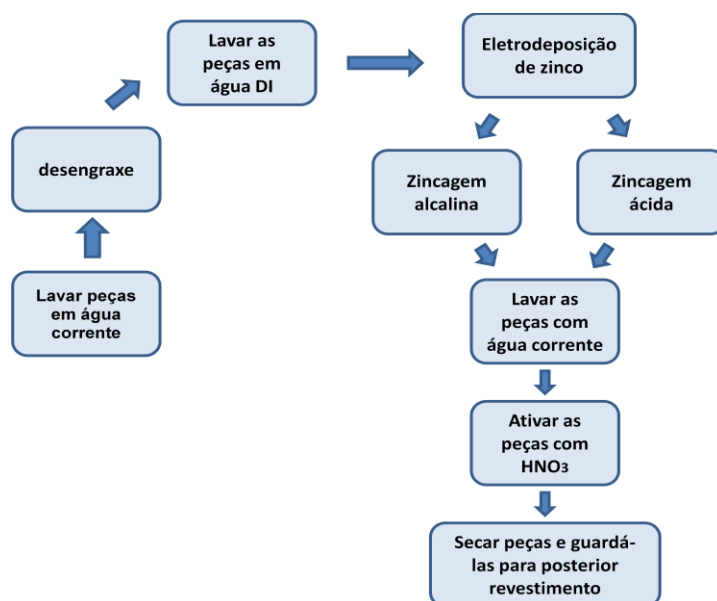 Lavar peças
em água
corrente
desengraxe
Lavar as
peças em
água DI
Eletrodeposição
de zinco
Zincagem
alcalina
Zincagem
ácida
Lavar as
peças com
água corrente
Ativar as
peças com
HNO₃
Secar peças e guardá-
las para posterior
revestimento